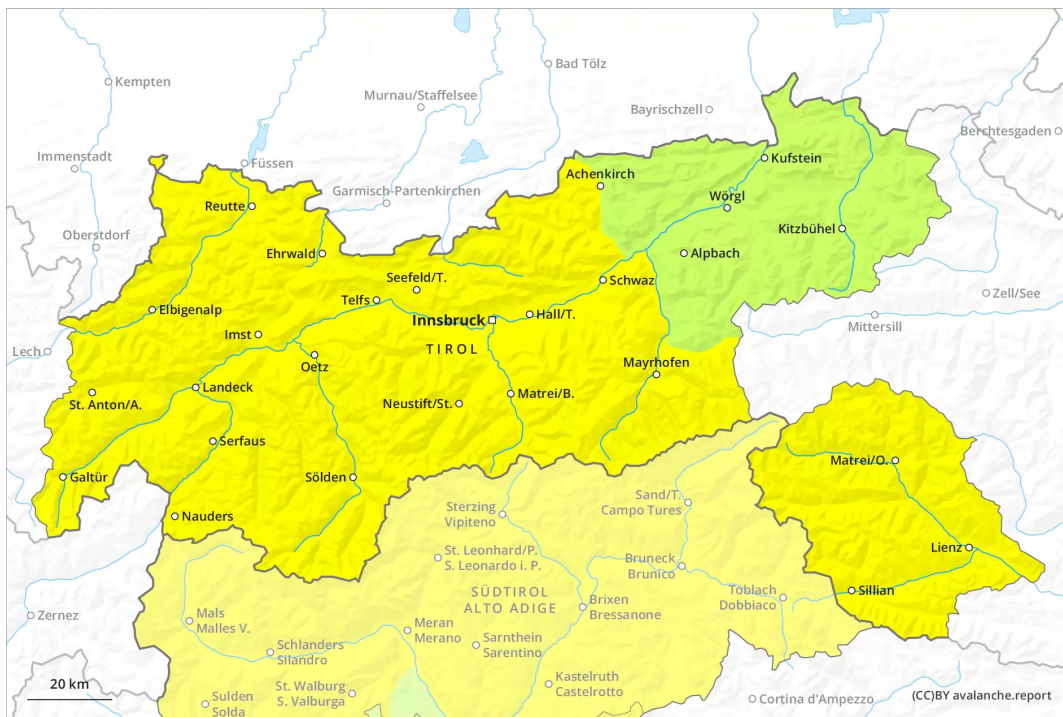 Kempten
Bad Tölz
Murnau/Staffelsee
Bayrischzell
Berchtesgaden
Immenstadt
Füssen
Kufstein
Garmisch-Partenkirchen
Achenkirch
Reutte
Wörgl
Oberstdorf
Kitzbühel
Ehrwald
Alpbach
Seefeld/T.
Schwaz
Zell/See
Telfs
Elbigenalp
Innsbruck
Hall/T.
Mittersill
Imst
Lech
TIROL
Oetz
Mayrhofen
Landeck
St. Anton/A.
Neustift/St.
Matrei/B.
Serfaus
Matrei/O.
Galtür
Sölden
Sand/T.
Campo Tures
Sterzing
Vipiteno
Nauders
Lienz
St. Leonhard/P.
S. Leonardo i. P.
Bruneck
Brunico
SÜDTIROL
ALTO ADIGE
Toblach
Dobbiaco
Sillian
Brixen
Bressanone
Zernez
Mals
Malles V.
Meran
Merano
Schlanders
Silandro
Sarnthein
Sarentino
Kastelruth
Castelrotto
20 km
St. Walburg
S. Valburga
Sulden
Solda
Cortina d'Ampezzo
(CC)BY avalanche.report